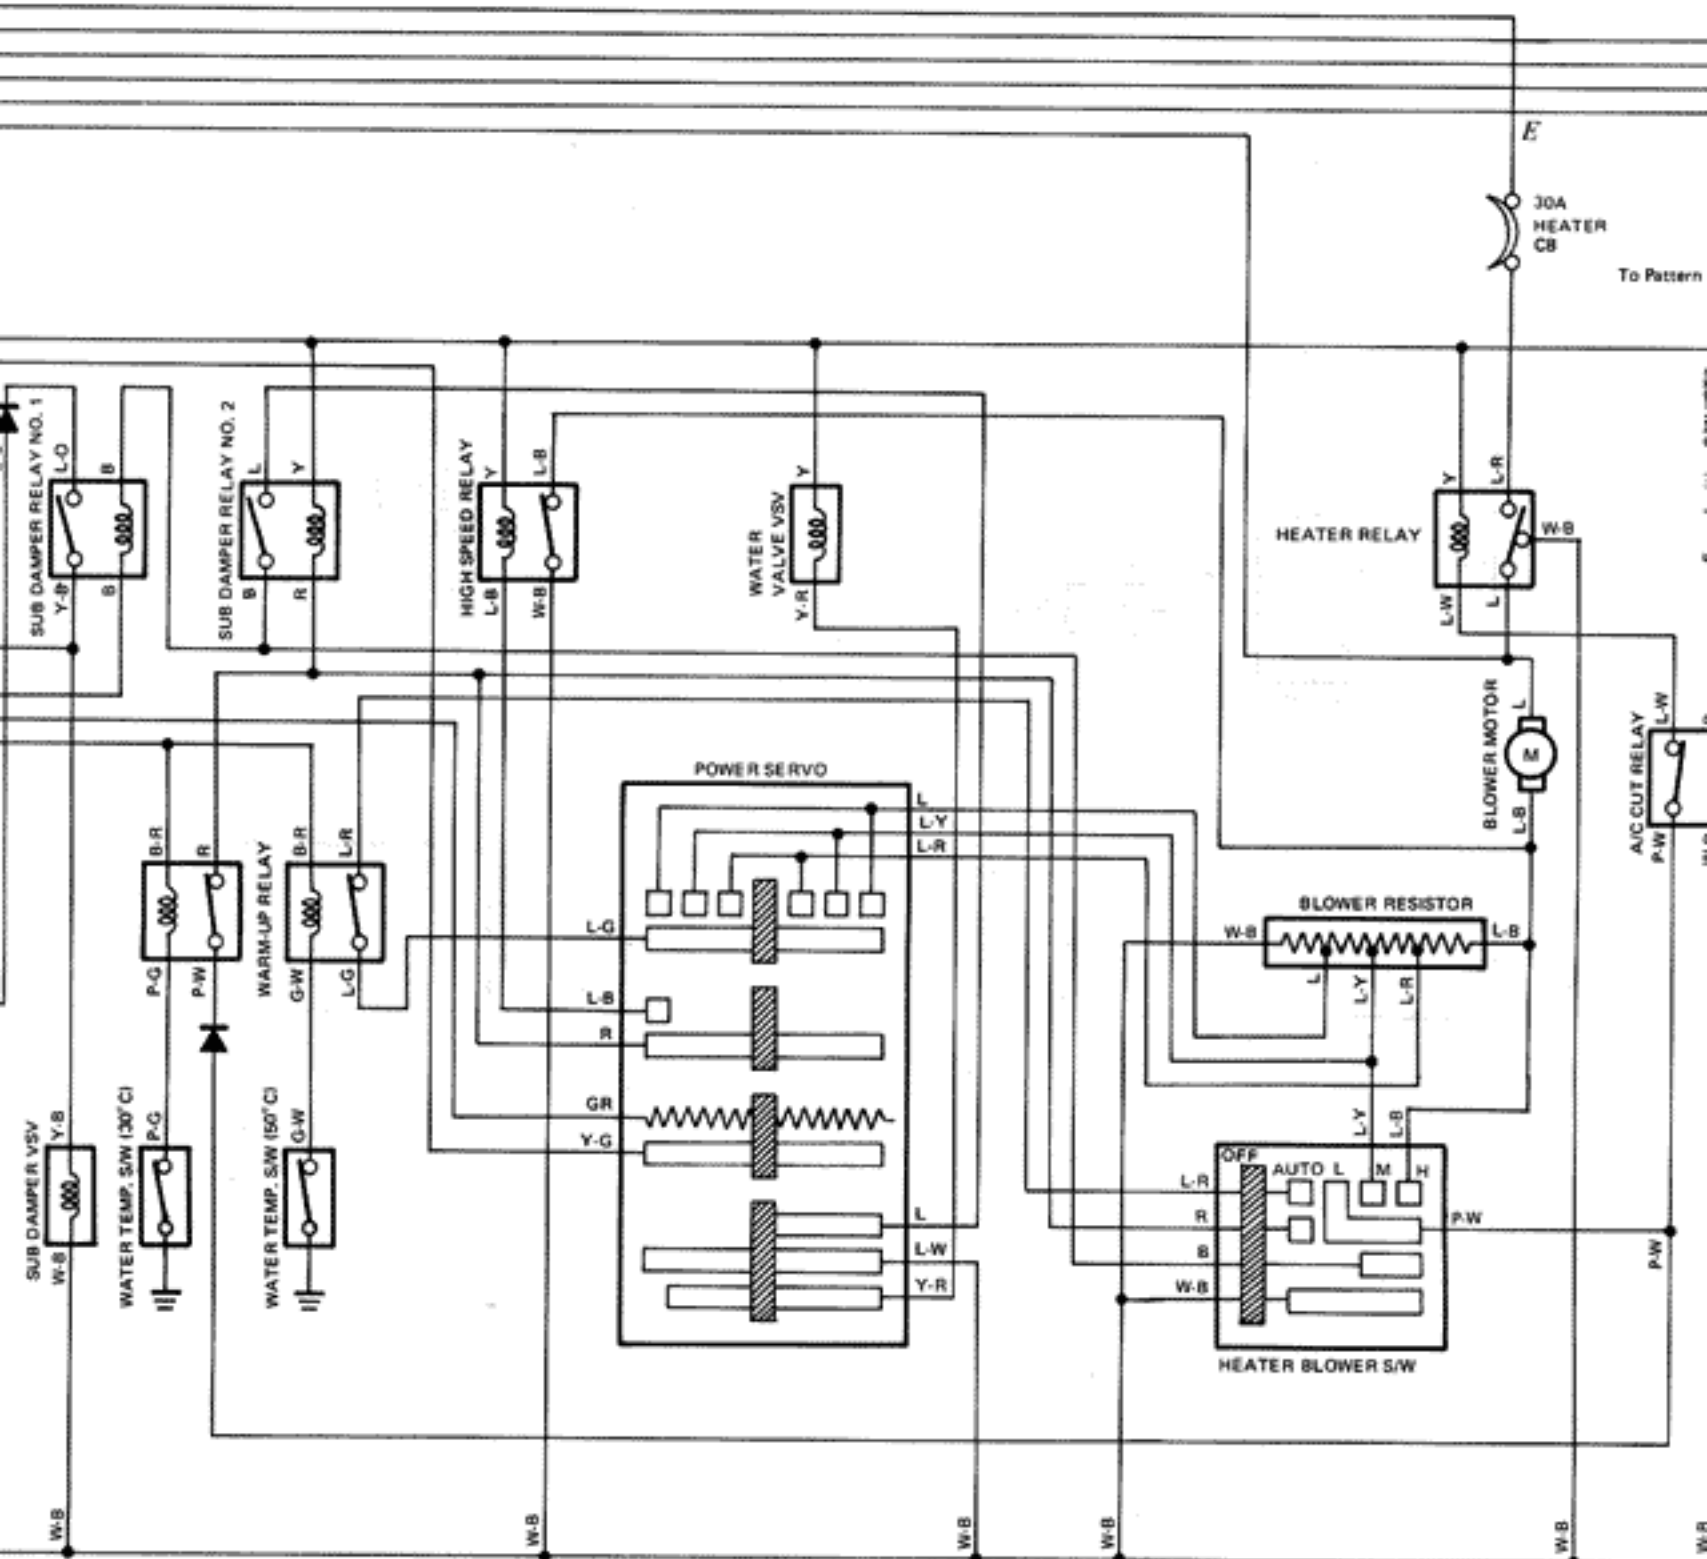 E
30A
HEATER
CB
To Pattern
SUB DAMPER RELAY NO. 1
L-O
B
Y-B
B
SUB DAMPER RELAY NO. 2
L
Y
B
R
HIGH SPEED RELAY
Y
L-B
L-B
W-B
WATER
VALVE VSV
Y
Y-R
HEATER RELAY
Y
L-R
W-B
L-W
L
BLOWER MOTOR
L
M
L-B
A/C CUT RELAY
L-W
P-W
B-R
R
P-G
P-W
WARM-UP RELAY
B-R
L-R
G-W
L-G
POWER SERVO
L
L-Y
L-R
L-G
L-B
R
GR
Y-G
L
L-W
Y-R
BLOWER RESISTOR
W-B
L-B
L
L-Y
L-R
L-Y
L-B
OFF
AUTO
L
M
H
L-R
R
B
W-B
P-W
P-W
HEATER BLOWER S/W
SUB DAMPER VSV
Y-B
W-B
WATER TEMP. S/W (30°C)
P-G
WATER TEMP. S/W (50°C)
G-W
W-B
W-B
W-B
W-B
W-B